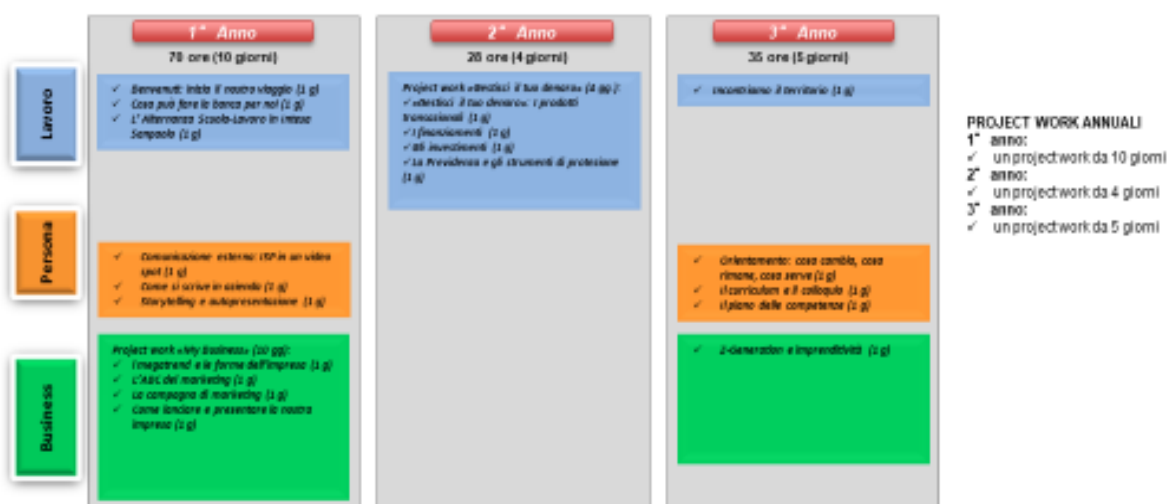 1° Anno
70 ore (10 giorni)
Lavoro
✓ Benvenuti: inizia il nostro viaggio (1 g)
✓ Cosa può fare la banca per noi (1 g)
✓ L'Alternanza Scuola-Lavoro in Intesa
Sanpaolo (1 g)
Persona
✓ Comunicazione esterna: ISP in un video
spot (1 g)
✓ Come si scrive in azienda (1 g)
✓ Storytelling e autopresentazione (1 g)
Business
Project work «My Business» (10 gg):
✓ I megatrend e le forme dell'impresa (1 g)
✓ L'ABC del marketing (1 g)
✓ La campagna di marketing (1 g)
✓ Come lanciare e presentare la nostra
impresa (1 g)
2° Anno
28 ore (4 giorni)
Project work «Gestisci il tuo denaro» (4 gg):
✓ «Gestisci il tuo denaro»: i prodotti
transazionali (1 g)
✓ I finanziamenti (1 g)
✓ Gli investimenti (1 g)
✓ La Previdenza e gli strumenti di protezione
(1 g)
3° Anno
35 ore (5 giorni)
✓ Incontriamo il territorio (1 g)
✓ Orientamento: cosa cambia, cosa
rimane, cosa serve (1 g)
✓ Il curriculum e il colloquio (1 g)
✓ Il piano delle competenze (1 g)
✓ Z-Generation e imprenditività (1 g)
PROJECT WORK ANNUALI
1° anno:
✓ un project work da 10 giorni
2° anno:
✓ un project work da 4 giorni
3° anno:
✓ un project work da 5 giorni